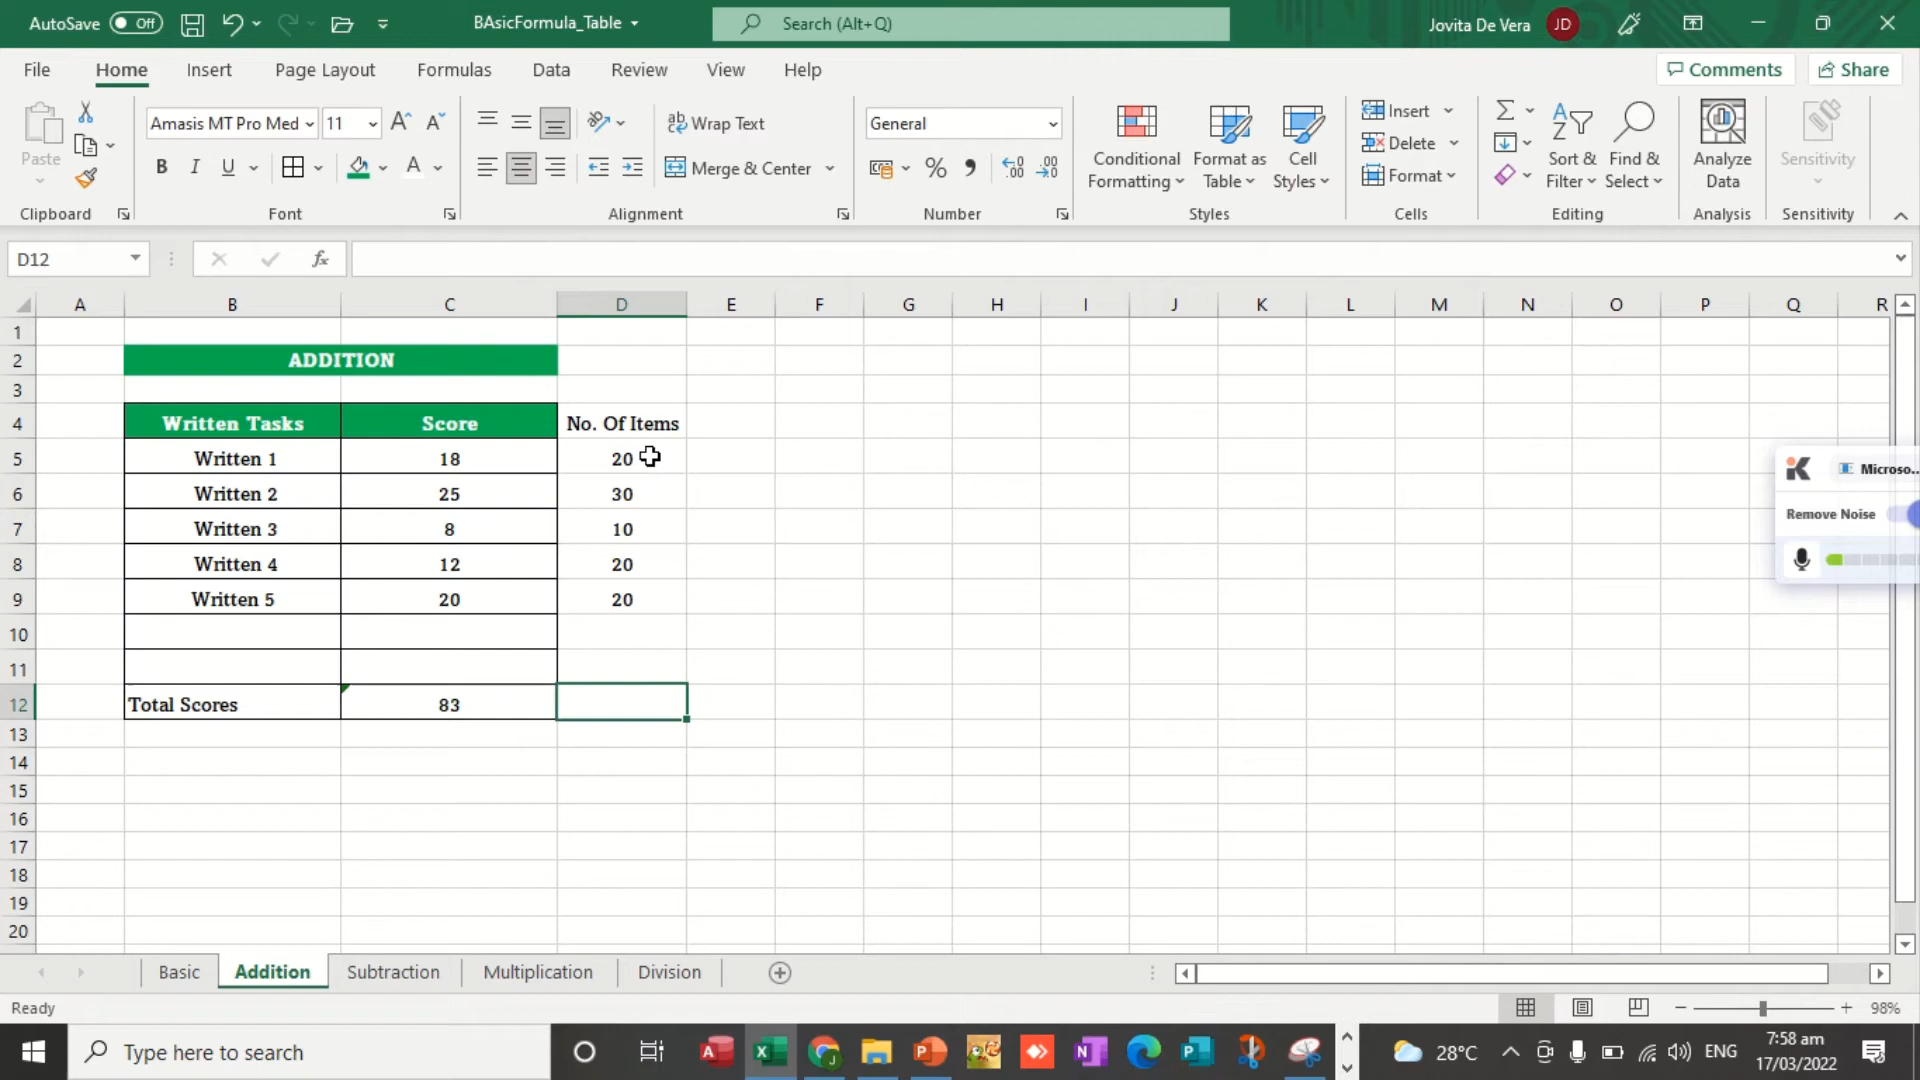 AutoSave Off BAsicFormula_Table Search (Alt+Q) Jovita De Vera JD
File Home Insert Page Layout Formulas Data Review View Help Comments Share
Paste Amasis MT Pro Med 11 A A Wrap Text General Conditional Formatting Format as Table Cell Styles Insert Delete Format Sort & Filter Find & Select Analyze Data Sensitivity
B I U A Merge & Center % 9
Clipboard Font Alignment Number Styles Cells Editing Analysis Sensitivity
D12 fx
A B C D E F G H I J K L M N O P Q R
1
2 ADDITION
3
4 Written Tasks Score No. Of Items
5 Written 1 18 20
6 Written 2 25 30
7 Written 3 8 10
8 Written 4 12 20
9 Written 5 20 20
10
11
12 Total Scores 83
13
14
15
16
17
18
19
20
Microso...
Remove Noise
Basic Addition Subtraction Multiplication Division
Ready 98%
Type here to search 28°C ENG 7:58 am
17/03/2022